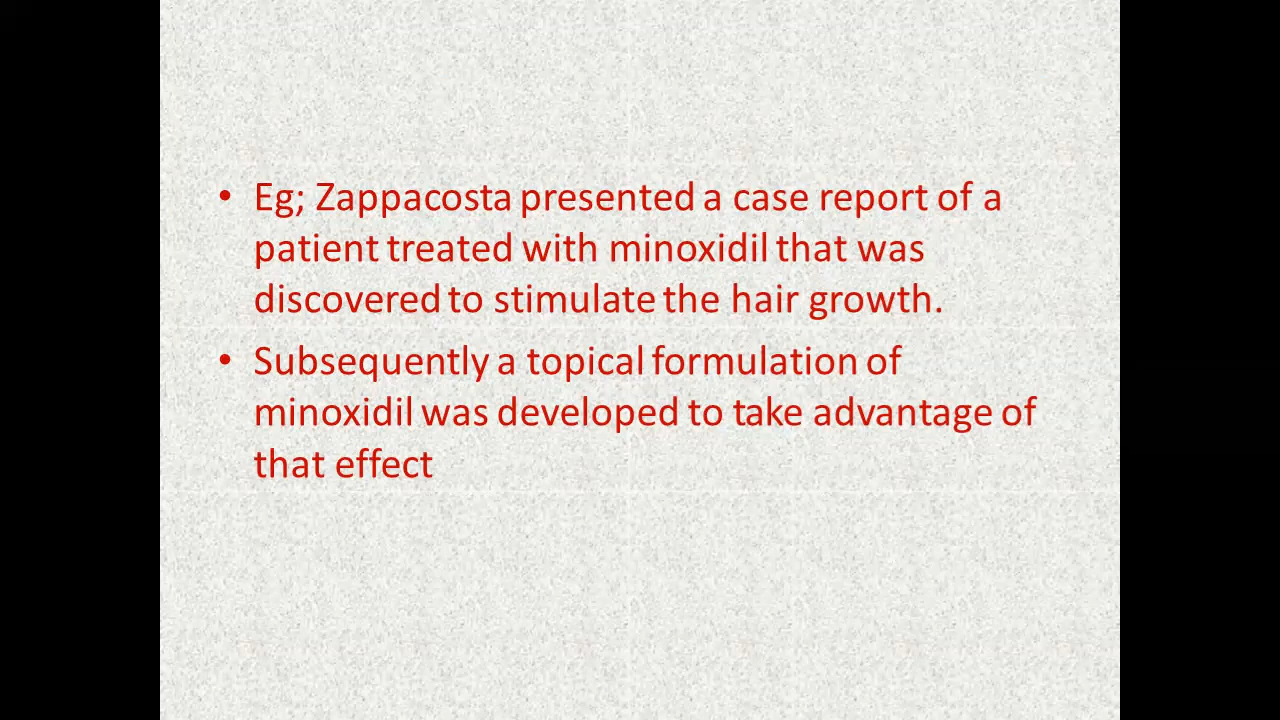 • Eg; Zappacosta presented a case report of a
patient treated with minoxidil that was
discovered to stimulate the hair growth.
• Subsequently a topical formulation of
minoxidil was developed to take advantage of
that effect